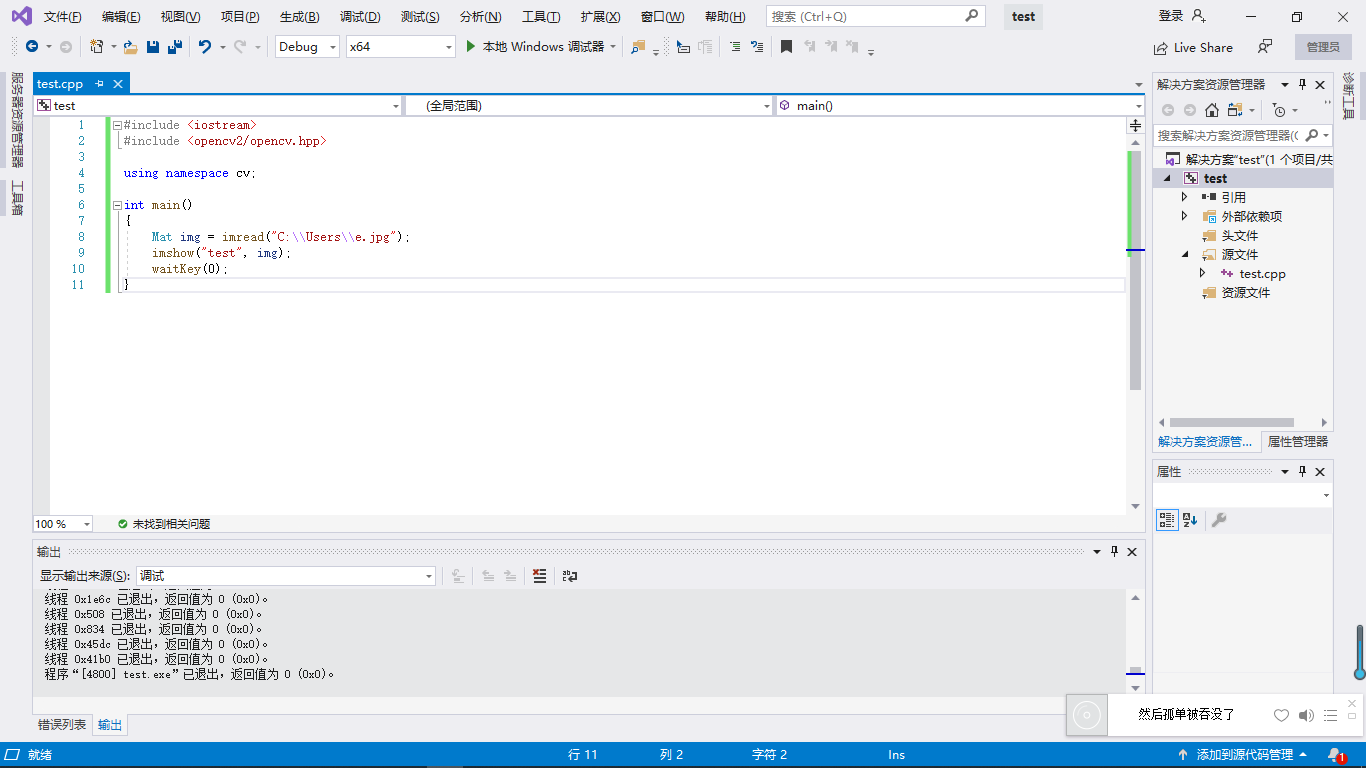 文件(F) 编辑(E) 视图(V) 项目(P) 生成(B) 调试(D) 测试(S) 分析(N) 工具(T) 扩展(X) 窗口(W) 帮助(H) 搜索 (Ctrl+Q) test 登录
Debug x64 本地 Windows 调试器 Live Share 管理员
服务器资源管理器
工具箱
test.cpp
test (全局范围) main()
1 #include <iostream>
2 #include <opencv2/opencv.hpp>
3
4 using namespace cv;
5
6 int main()
7 {
8 Mat img = imread("C:\\Users\\e.jpg");
9 imshow("test", img);
10 waitKey(0);
11 }
100 % 未找到相关问题
输出
显示输出来源(S): 调试
线程 0x1e6c 已退出，返回值为 0 (0x0)。
线程 0x508 已退出，返回值为 0 (0x0)。
线程 0x834 已退出，返回值为 0 (0x0)。
线程 0x45dc 已退出，返回值为 0 (0x0)。
线程 0x41b0 已退出，返回值为 0 (0x0)。
程序“[4800] test.exe”已退出，返回值为 0 (0x0)。
错误列表 输出
解决方案资源管理器
搜索解决方案资源管理器(C
解决方案"test"(1 个项目/共
test
引用
外部依赖项
头文件
源文件
test.cpp
资源文件
解决方案资源管... 属性管理器
属性
诊断工具
然后孤单被吞没了
就绪 行 11 列 2 字符 2 Ins 添加到源代码管理 1